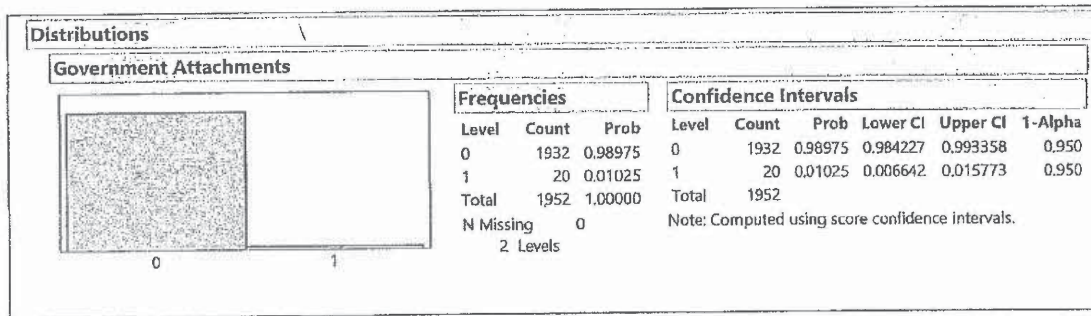 Distributions
Government Attachments
Frequencies
Level Count Prob
0 1932 0.98975
1 20 0.01025
Total 1952 1.00000
N Missing 0
2 Levels
Confidence Intervals
Level Count Prob Lower CI Upper CI 1-Alpha
0 1932 0.98975 0.984227 0.993358 0.950
1 20 0.01025 0.006642 0.015773 0.950
Total 1952
Note: Computed using score confidence intervals.
0 1